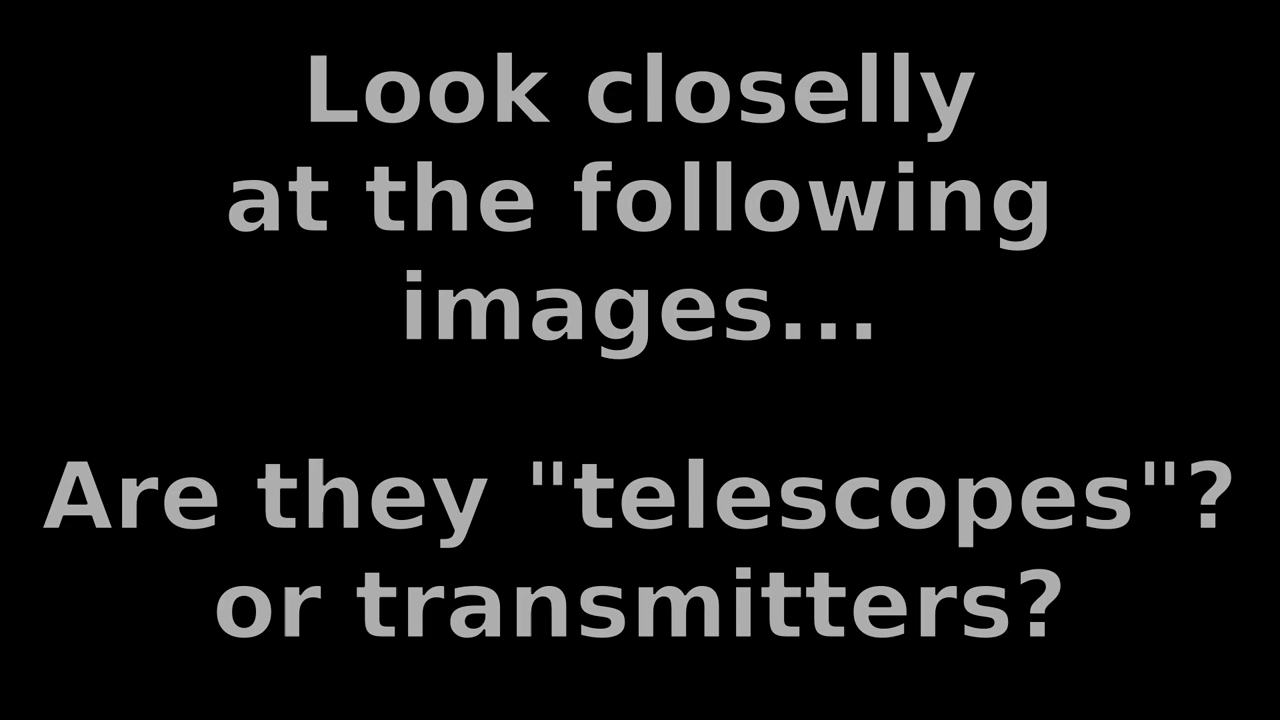 Look closelly
at the following
images...
Are they "telescopes"?
or transmitters?